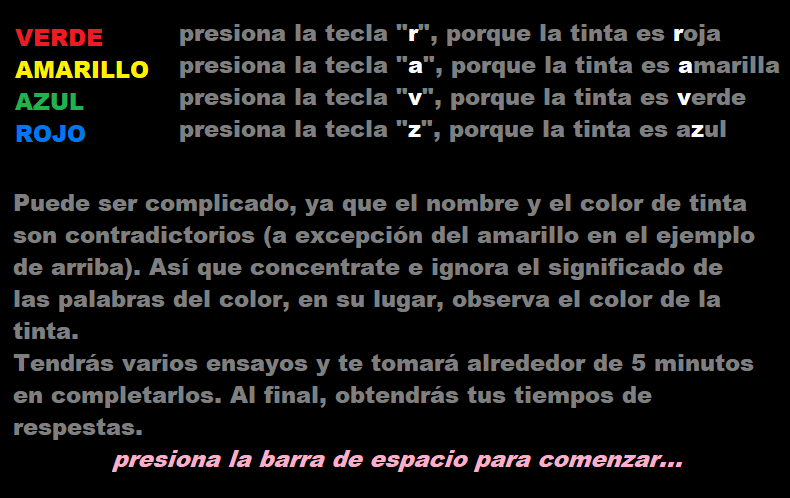 VERDE presiona la tecla "r", porque la tinta es roja
AMARILLO presiona la tecla "a", porque la tinta es amarilla
AZUL presiona la tecla "v", porque la tinta es verde
ROJO presiona la tecla "z", porque la tinta es azul
Puede ser complicado, ya que el nombre y el color de tinta
son contradictorios (a excepción del amarillo en el ejemplo
de arriba). Así que concentrate e ignora el significado de
las palabras del color, en su lugar, observa el color de la
tinta.
Tendrás varios ensayos y te tomará alrededor de 5 minutos
en completarlos. Al final, obtendrás tus tiempos de
respestas.
presiona la barra de espacio para comenzar...